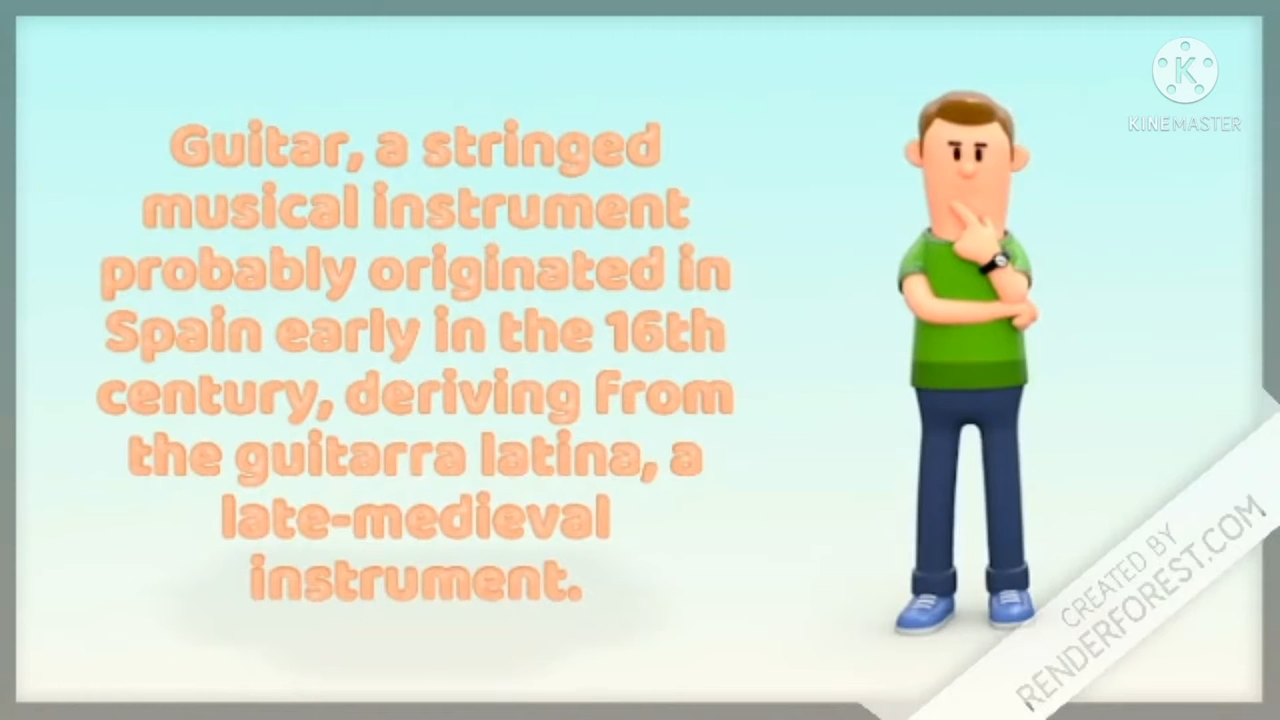 Guitar, a stringed
musical instrument
probably originated in
Spain early in the 16th
century, deriving from
the guitarra latina, a
late-medieval
instrument.
K
KINEMASTER
CREATED BY
RENDERFOREST.COM